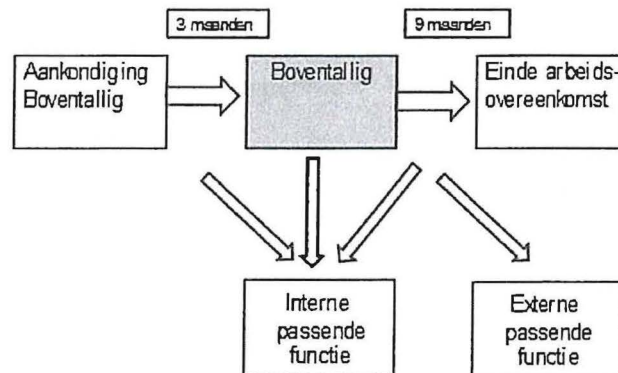 3 maanden
9 maanden
Aankondiging
Boventallig
Boventallig
Einde arbeids-
overeenkomst
Interne
passende
functie
Externe
passende
functie